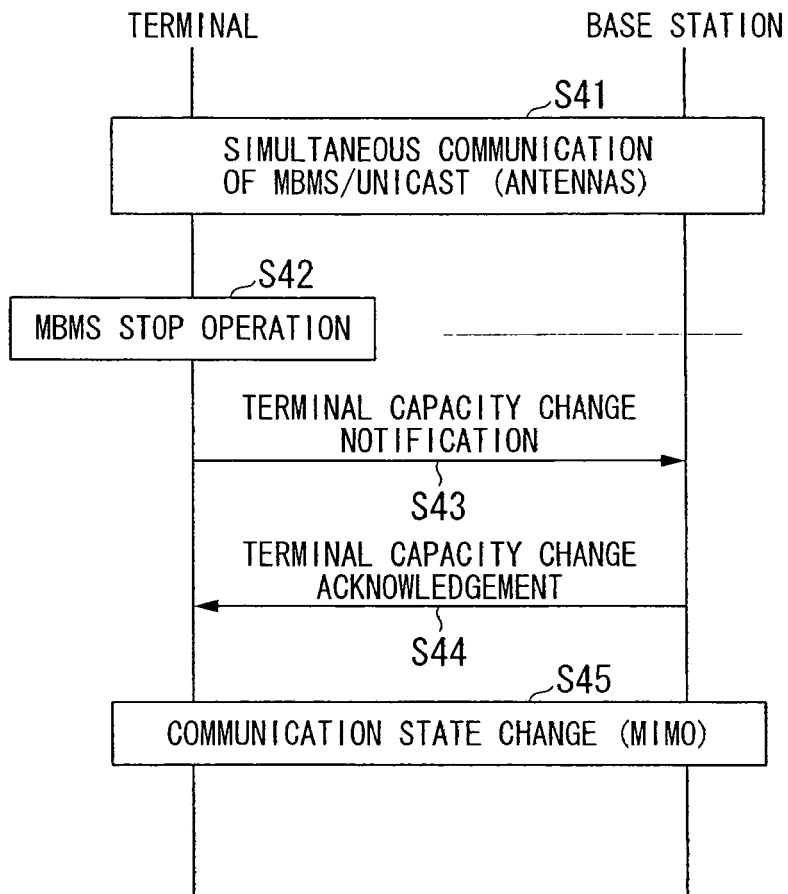 TERMINAL
BASE STATION
S41
SIMULTANEOUS COMMUNICATION
OF MBMS/UNICAST (ANTENNAS)
S42
MBMS STOP OPERATION
TERMINAL CAPACITY CHANGE
NOTIFICATION
S43
TERMINAL CAPACITY CHANGE
ACKNOWLEDGEMENT
S44
S45
COMMUNICATION STATE CHANGE (MIMO)